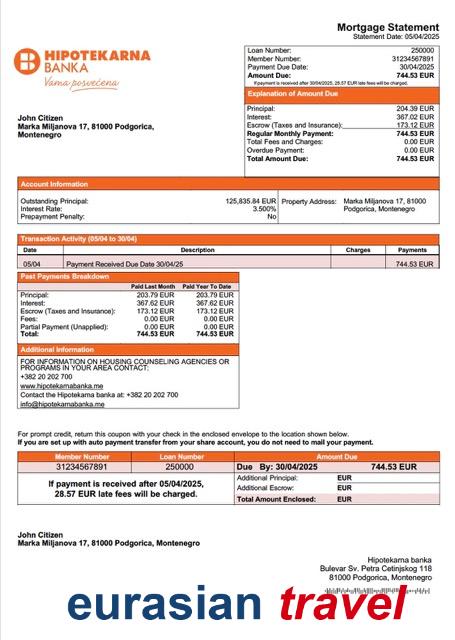 Mortgage Statement
Statement Date: 05/04/2025
HIPOTEKARNA
BANKA
Vama posvećena
Loan Number: 250000
Member Number: 31234567891
Payment Due Date: 30/04/2025
Amount Due: 744.53 EUR
If payment is received after 30/04/2025, 28.57 EUR late fees will be charged.
Explanation of Amount Due
Principal: 204.39 EUR
Interest: 367.02 EUR
Escrow (Taxes and Insurance): 173.12 EUR
Regular Monthly Payment: 744.53 EUR
Total Fees and Charges: 0.00 EUR
Overdue Payment: 0.00 EUR
Total Amount Due: 744.53 EUR
John Citizen
Marka Miljanova 17, 81000 Podgorica,
Montenegro
Account Information
Outstanding Principal: 125,835.84 EUR
Interest Rate: 3.500%
Prepayment Penalty: No
Property Address: Marka Miljanova 17, 81000
Podgorica, Montenegro
Transaction Activity (05/04 to 30/04)
Date Description Charges Payments
05/04 Payment Received Due Date 30/04/25 744.53 EUR
Past Payments Breakdown
Paid Last Month Paid Year To Date
Principal: 203.79 EUR 203.79 EUR
Interest: 367.62 EUR 367.62 EUR
Escrow (Taxes and Insurance): 173.12 EUR 173.12 EUR
Fees: 0.00 EUR 0.00 EUR
Partial Payment (Unapplied): 0.00 EUR 0.00 EUR
Total: 744.53 EUR 744.53 EUR
Additional Information
FOR INFORMATION ON HOUSING COUNSELING AGENCIES OR
PROGRAMS IN YOUR AREA CONTACT:
+382 20 202 700
www.hipotekarnabanka.me
Contact the Hipotekarna banka at: +382 20 202 700
info@hipotekarnabanka.me
For prompt credit, return this coupon with your check in the enclosed envelope to the location shown below.
If you are set up with auto payment transfer from your share account, you do not need to mail your payment.
Member Number Loan Number Amount Due
31234567891 250000 Due By: 30/04/2025 744.53 EUR
If payment is received after 05/04/2025,
28.57 EUR late fees will be charged.
Additional Principal: EUR
Additional Escrow: EUR
Total Amount Enclosed: EUR
John Citizen
Marka Miljanova 17, 81000 Podgorica, Montenegro
Hipotekarna banka
Bulevar Sv. Petra Cetinjskog 118
81000 Podgorica, Montenegro
eurasian travel